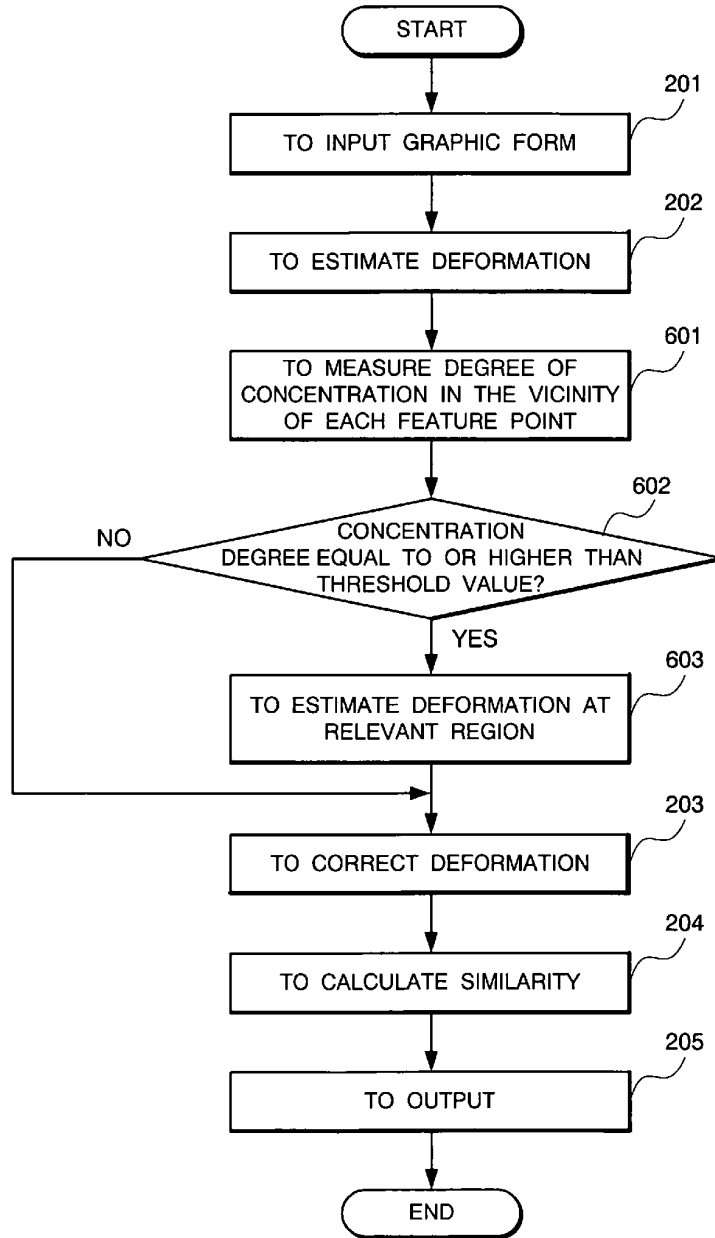 START
201
TO INPUT GRAPHIC FORM
202
TO ESTIMATE DEFORMATION
601
TO MEASURE DEGREE OF
CONCENTRATION IN THE VICINITY
OF EACH FEATURE POINT
602
NO
CONCENTRATION
DEGREE EQUAL TO OR HIGHER THAN
THRESHOLD VALUE?
YES
603
TO ESTIMATE DEFORMATION AT
RELEVANT REGION
203
TO CORRECT DEFORMATION
204
TO CALCULATE SIMILARITY
205
TO OUTPUT
END